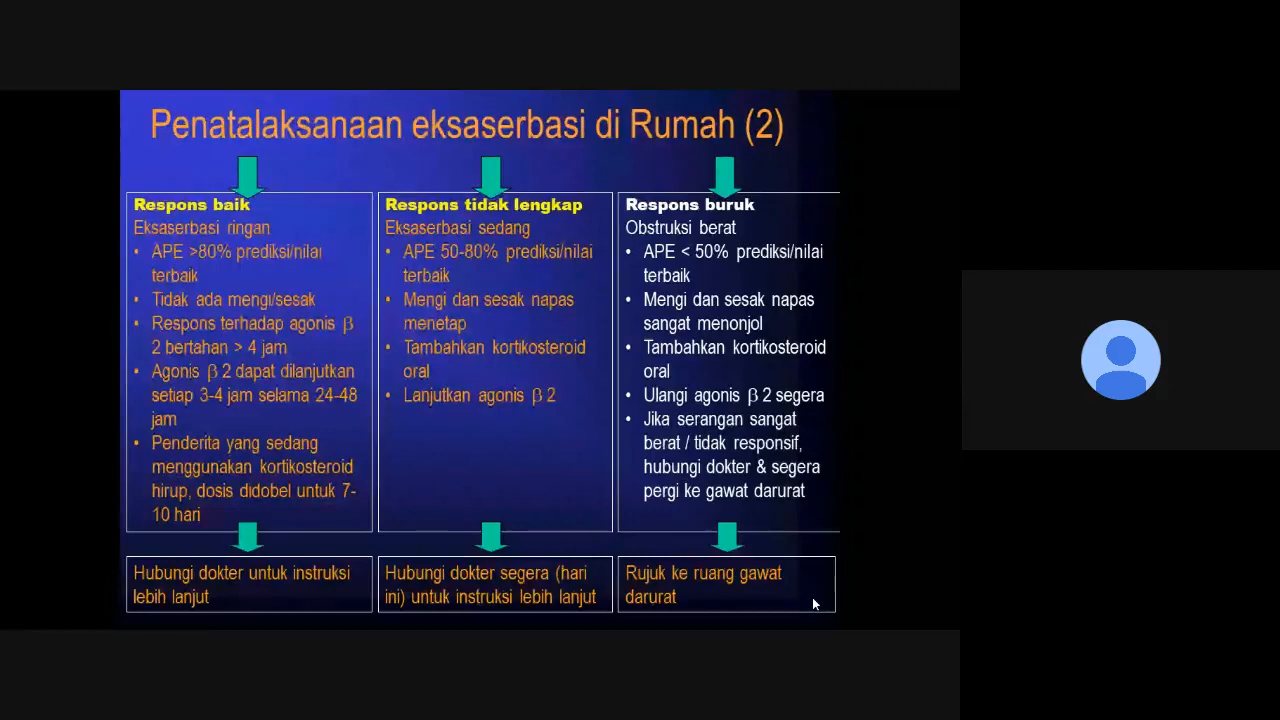 Penatalaksanaan eksaserbasi di Rumah (2)
Respons baik
Eksaserbasi ringan
• APE >80% prediksi/nilai
terbaik
• Tidak ada mengi/sesak
• Respons terhadap agonis β
2 bertahan > 4 jam
• Agonis β 2 dapat dilanjutkan
setiap 3-4 jam selama 24-48
jam
• Penderita yang sedang
menggunakan kortikosteroid
hirup, dosis didobel untuk 7-
10 hari
Hubungi dokter untuk instruksi
lebih lanjut
Respons tidak lengkap
Eksaserbasi sedang
• APE 50-80% prediksi/nilai
terbaik
• Mengi dan sesak napas
menetap
• Tambahkan kortikosteroid
oral
• Lanjutkan agonis β 2
Hubungi dokter segera (hari
ini) untuk instruksi lebih lanjut
Respons buruk
Obstruksi berat
• APE < 50% prediksi/nilai
terbaik
• Mengi dan sesak napas
sangat menonjol
• Tambahkan kortikosteroid
oral
• Ulangi agonis β 2 segera
• Jika serangan sangat
berat / tidak responsif,
hubungi dokter & segera
pergi ke gawat darurat
Rujuk ke ruang gawat
darurat